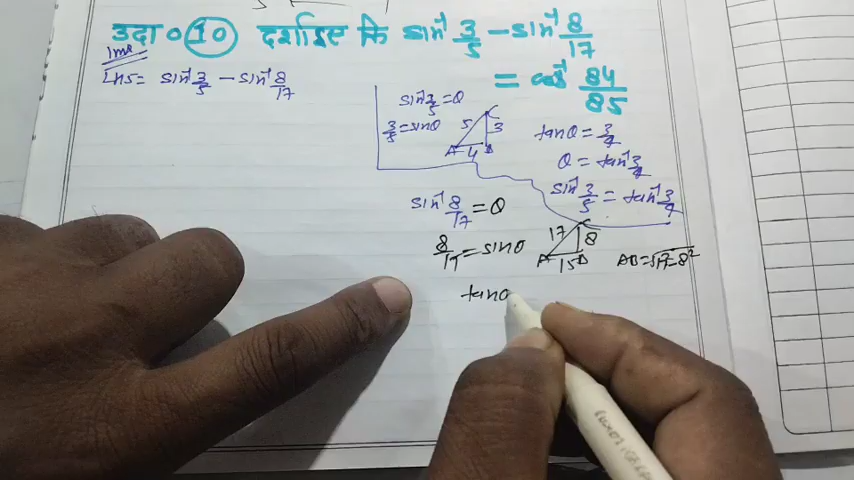 उदा० 10 दर्शाइए कि sin⁻¹ 3/5 - sin⁻¹ 8/17
= cos⁻¹ 84/85
Imp
LHS = sin⁻¹ 3/5 - sin⁻¹ 8/17
sin⁻¹ 3/5 = θ
3/5 = sinθ
5 3 4 A B C
tanθ = 3/4
θ = tan⁻¹ 3/4
sin⁻¹ 3/5 = tan⁻¹ 3/4
sin⁻¹ 8/17 = θ
8/17 = sinθ
17 8 15 A B C
AB = √17²-8²
tanθ